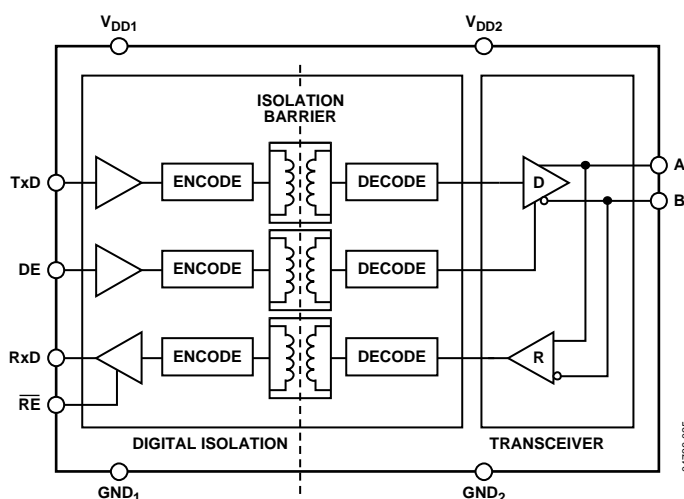 VDD1
VDD2
ISOLATION
BARRIER
TxD
ENCODE
DECODE
D
A
B
DE
ENCODE
DECODE
RxD
ENCODE
DECODE
R
RE
DIGITAL ISOLATION
TRANSCEIVER
GND1
GND2